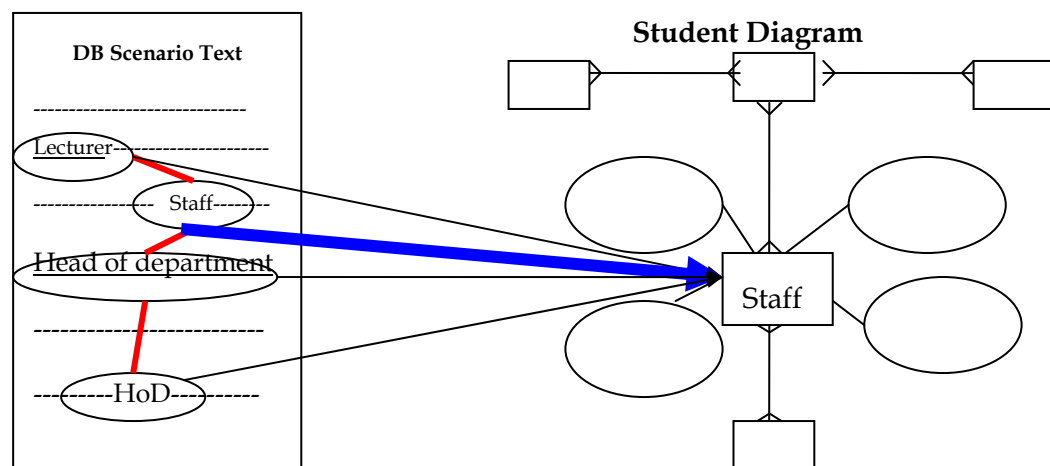 Student Diagram
DB Scenario Text
-----------------------------
Lecturer----------------------
----------------- Staff--------
Head of department
-----------------------------
----------HoD-----------
Staff